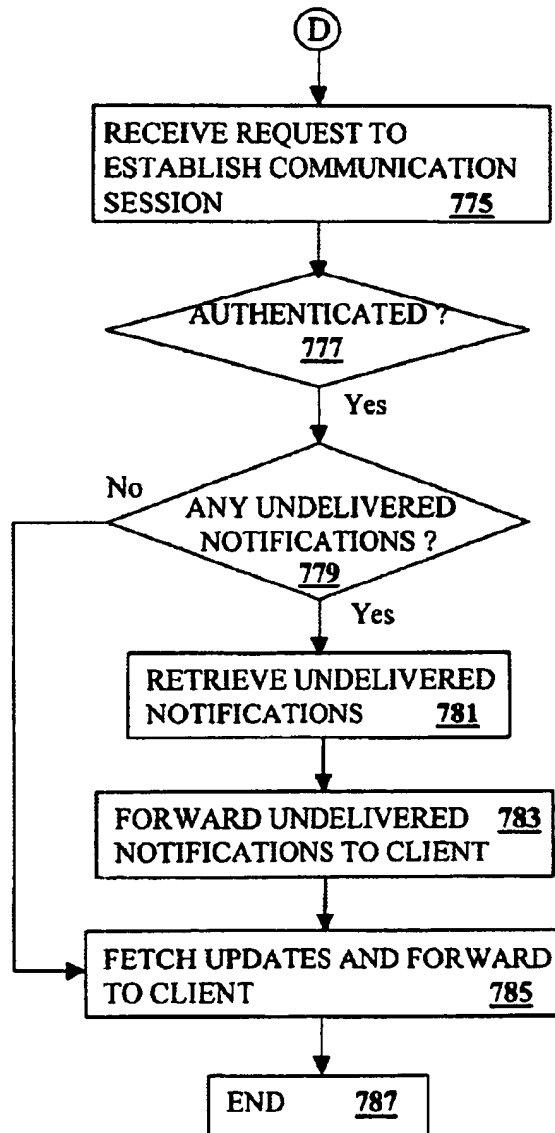 D
RECEIVE REQUEST TO
ESTABLISH COMMUNICATION
SESSION 775
AUTHENTICATED ?
777
Yes
No
ANY UNDELIVERED
NOTIFICATIONS ?
779
Yes
RETRIEVE UNDELIVERED
NOTIFICATIONS 781
FORWARD UNDELIVERED 783
NOTIFICATIONS TO CLIENT
FETCH UPDATES AND FORWARD
TO CLIENT 785
END 787